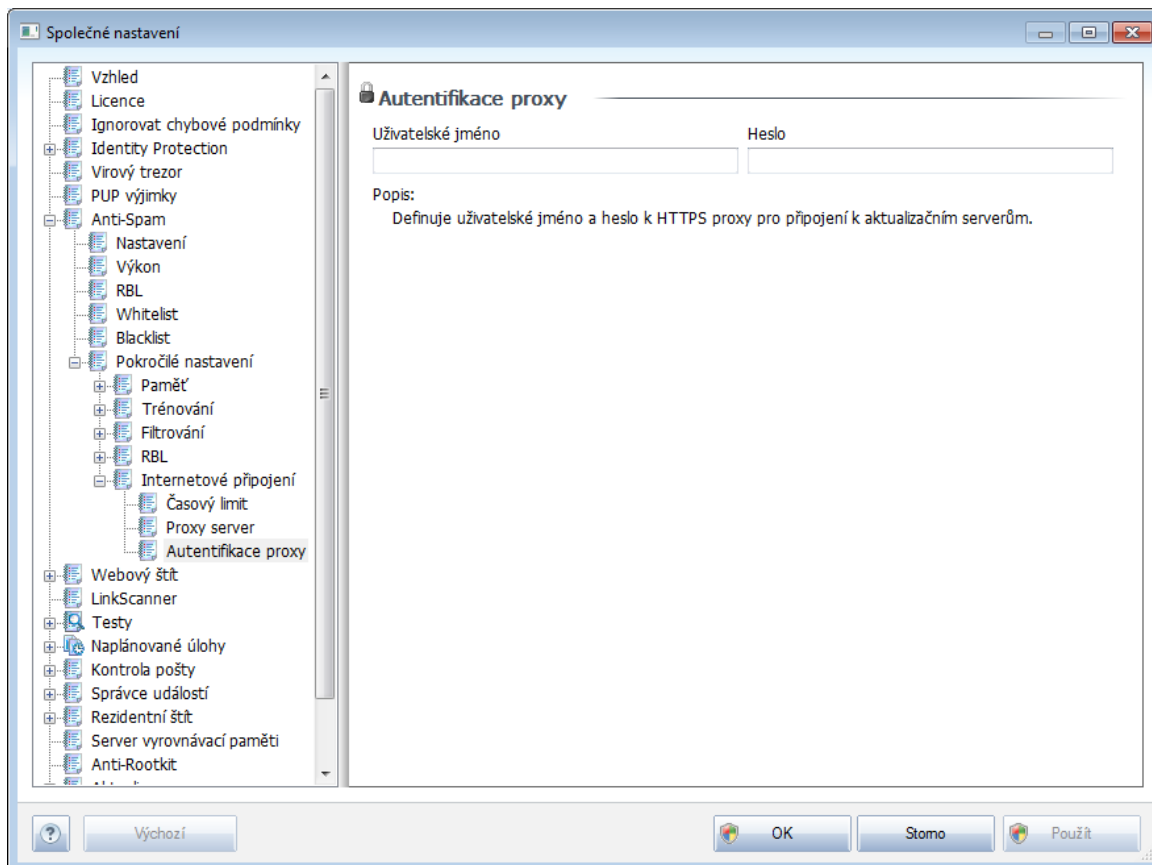 Společné nastavení
Vzhled
Licence
Ignorovat chybové podmínky
Identity Protection
Virový trezor
PUP výjimky
Anti-Spam
Nastavení
Výkon
RBL
Whitelist
Blacklist
Pokročilé nastavení
Paměť
Trénování
Filtrování
RBL
Internetové připojení
Časový limit
Proxy server
Autentifikace proxy
Webový štít
LinkScanner
Testy
Naplánované úlohy
Kontrola pošty
Správce událostí
Rezidentní štít
Server vyrovnávací paměti
Anti-Rootkit
Autentifikace proxy
Uživatelské jméno Heslo
Popis:
Definuje uživatelské jméno a heslo k HTTPS proxy pro připojení k aktualizačním serverům.
? Výchozí OK Storno Použít